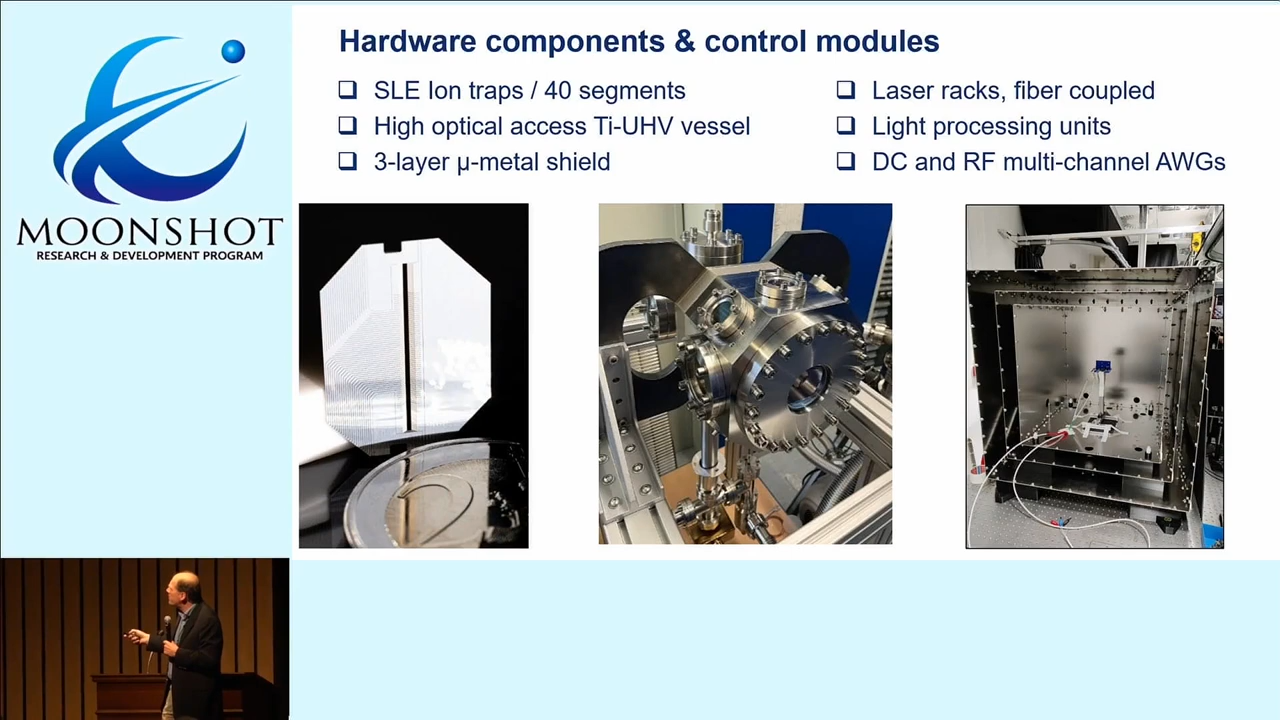 MOONSHOT
RESEARCH & DEVELOPMENT PROGRAM
Hardware components & control modules
❑ SLE Ion traps / 40 segments
❑ High optical access Ti-UHV vessel
❑ 3-layer µ-metal shield
❑ Laser racks, fiber coupled
❑ Light processing units
❑ DC and RF multi-channel AWGs